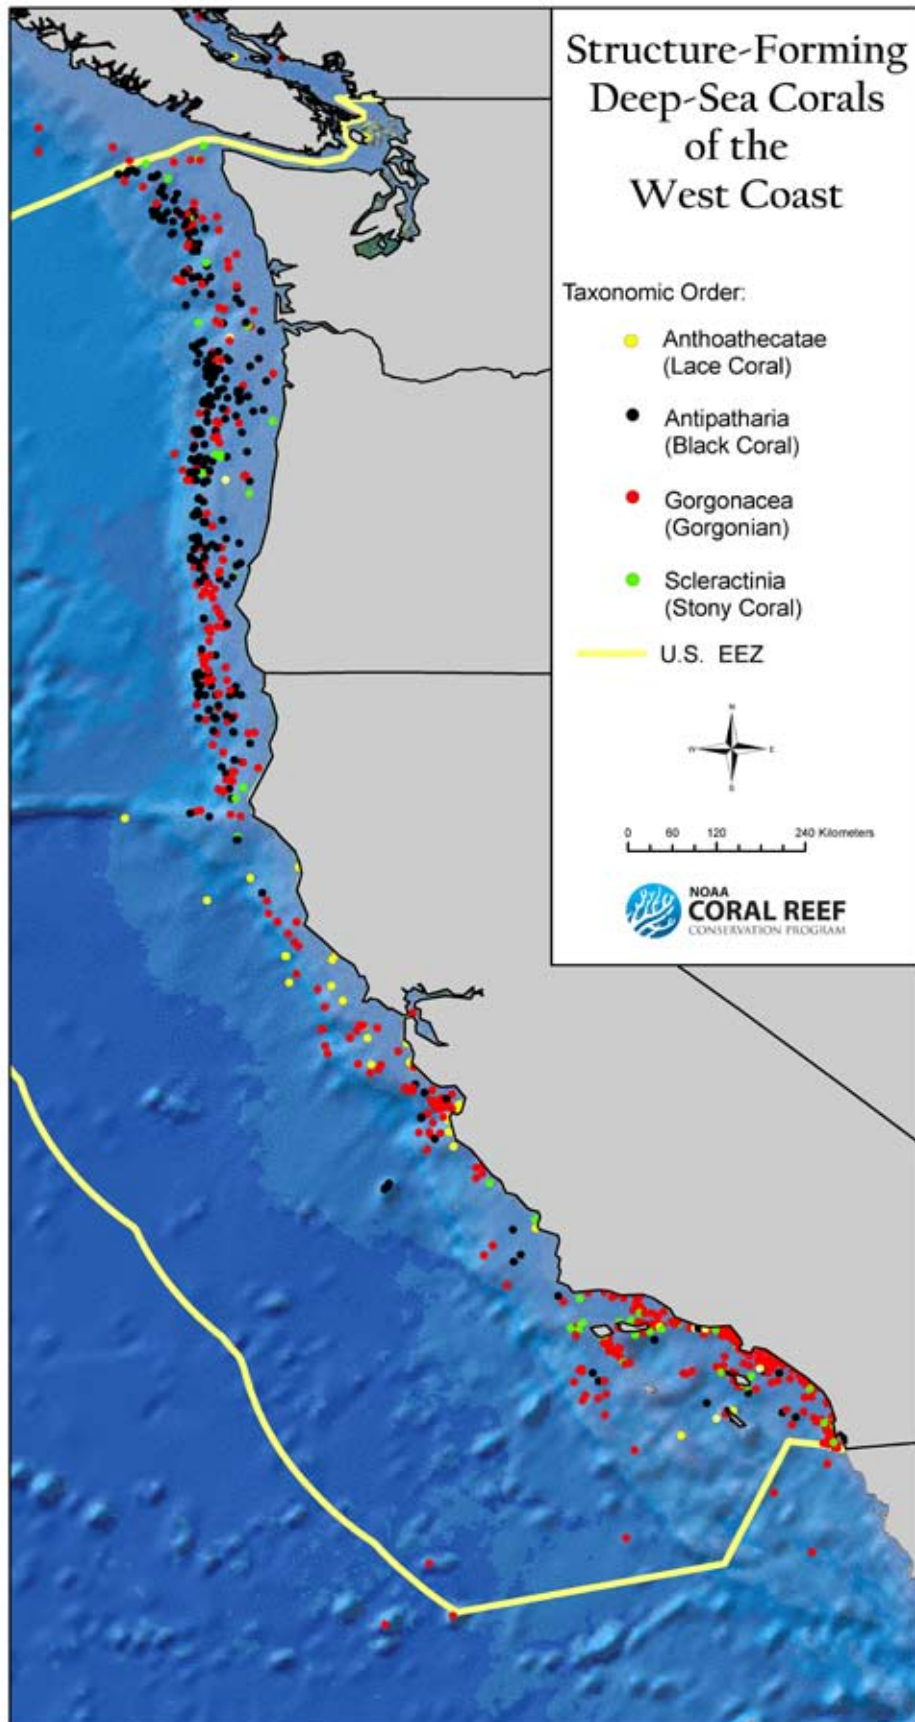 Structure-Forming
Deep-Sea Corals
of the
West Coast
Taxonomic Order:
Anthoathecatae
(Lace Coral)
Antipatharia
(Black Coral)
Gorgonacea
(Gorgonian)
Scleractinia
(Stony Coral)
U.S. EEZ
N
W E
S
0 60 120 240 Kilometers
NOAA
CORAL REEF
CONSERVATION PROGRAM